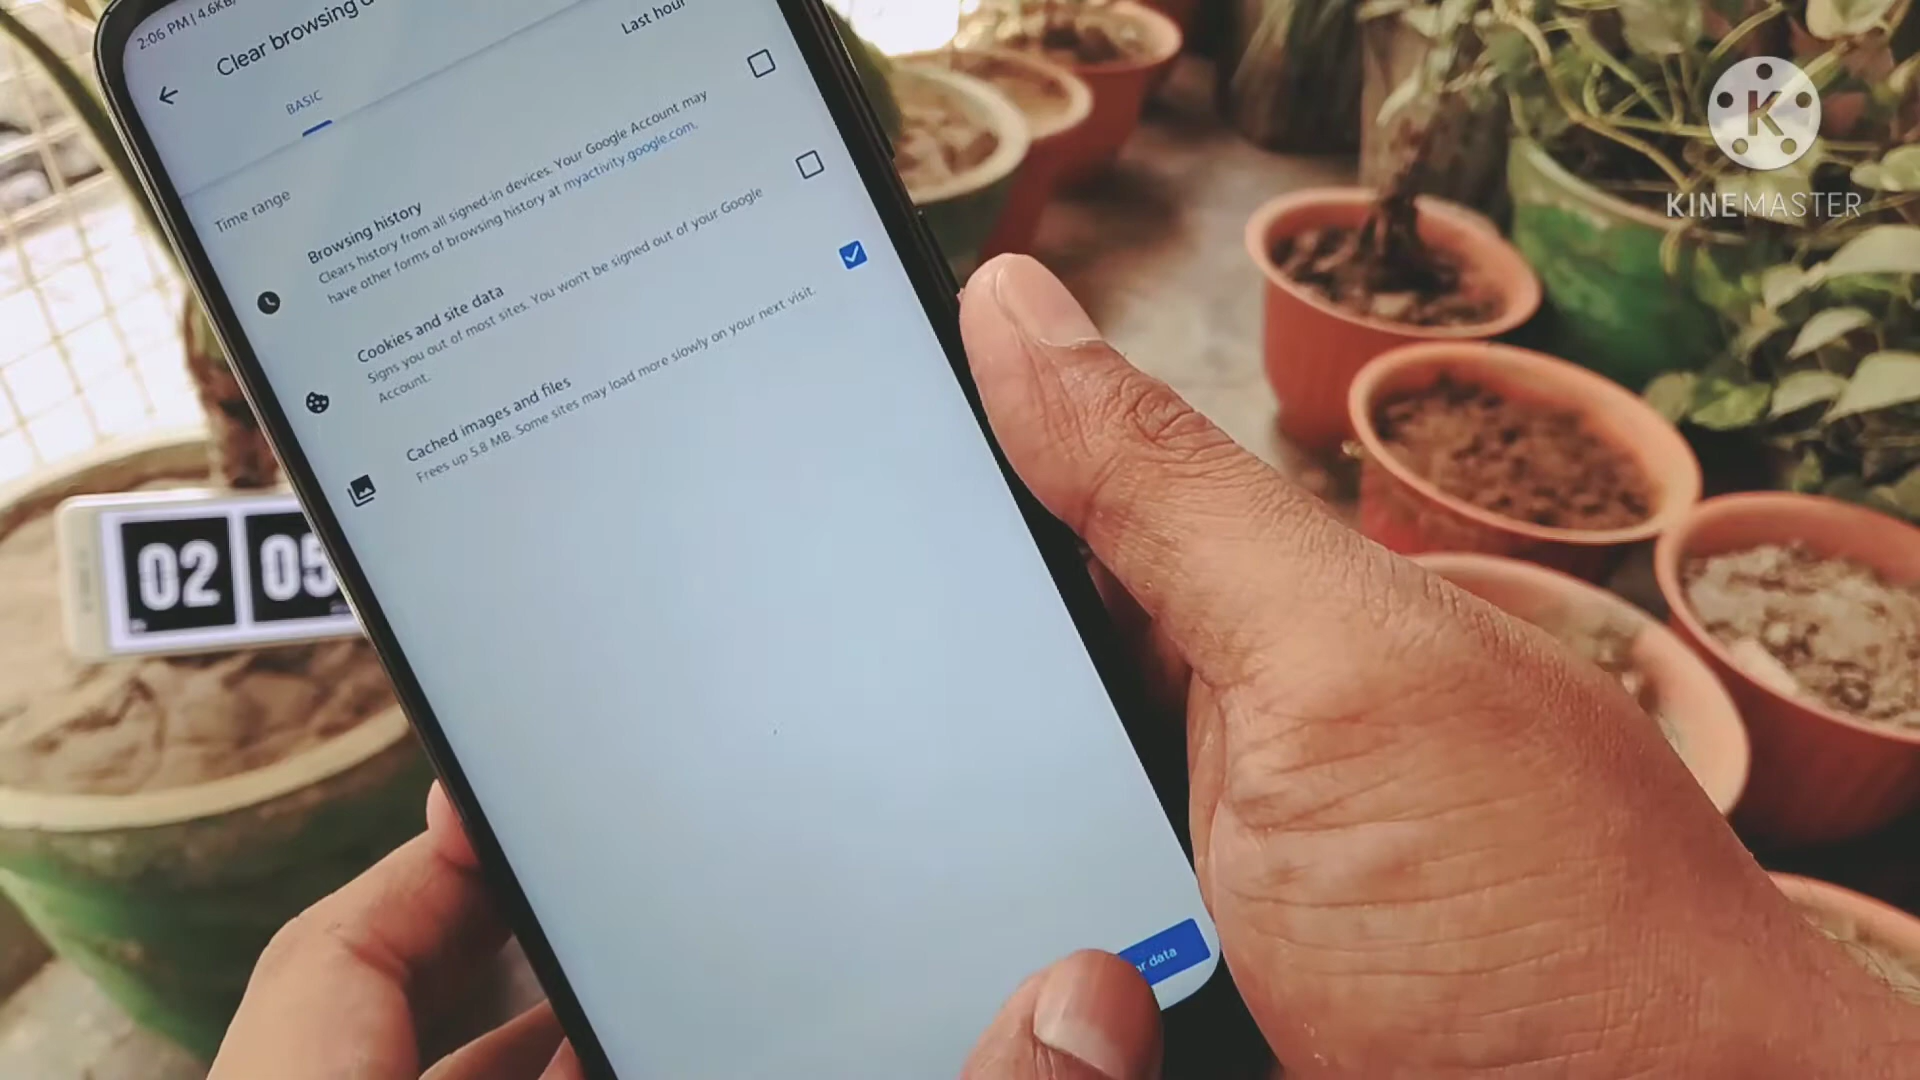 2:06 PM | 4.6KB/
Clear browsing
BASIC
Time range
Last hour
Browsing history
Clears history from all signed-in devices. Your Google Account may
have other forms of browsing history at myactivity.google.com.
Cookies and site data
Signs you out of most sites. You won't be signed out of your Google
Account.
Cached images and files
Frees up 5.8 MB. Some sites may load more slowly on your next visit.
data
02 05
K
KINEMASTER